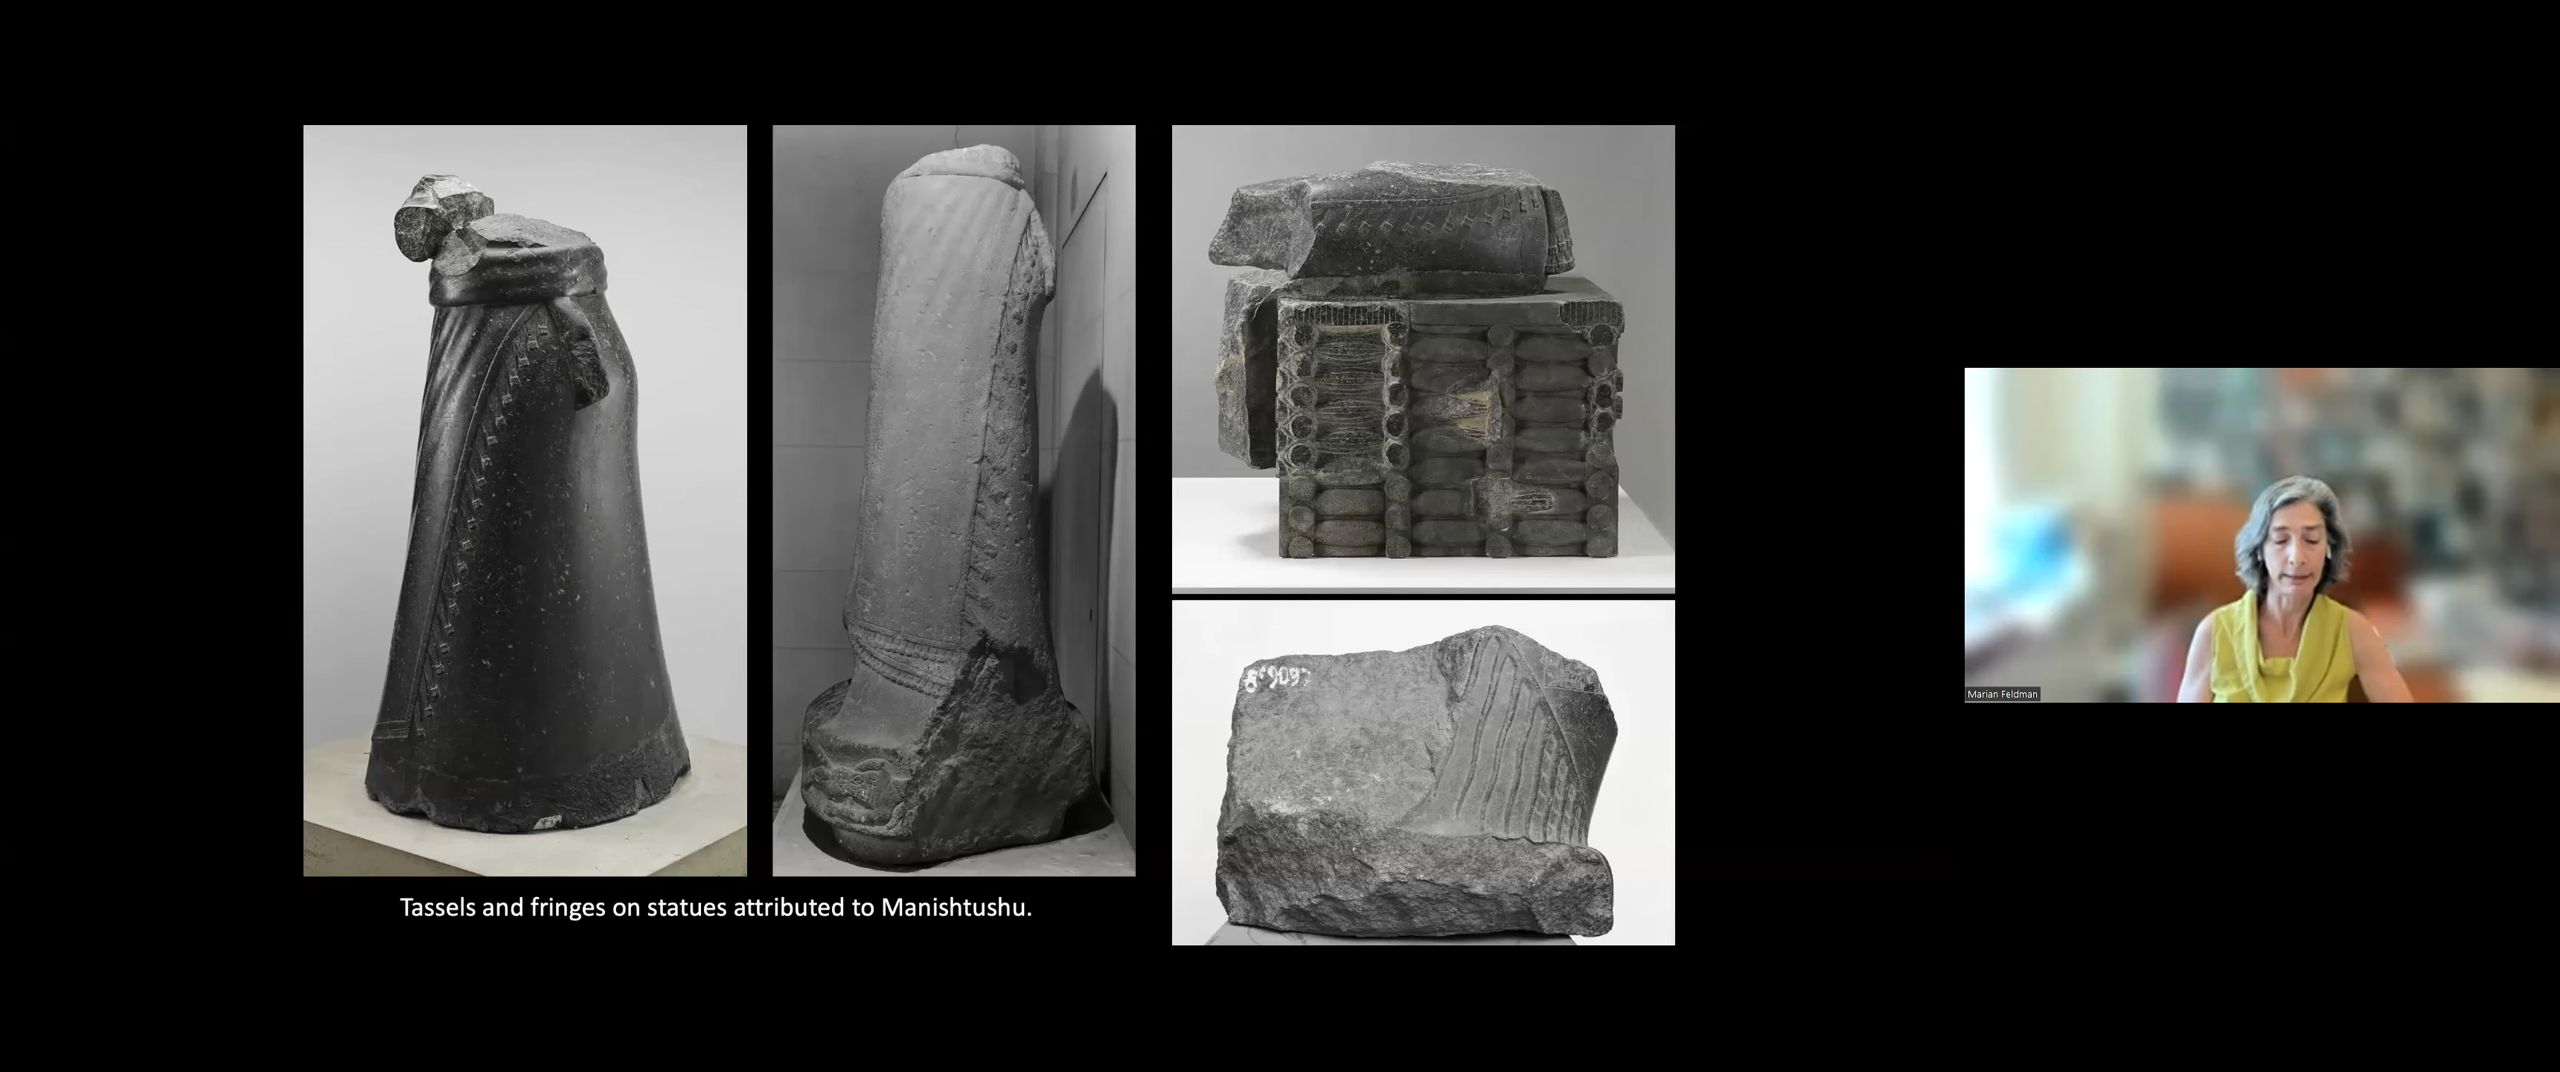 Tassels and fringes on statues attributed to Manishtushu.
Marian Feldman